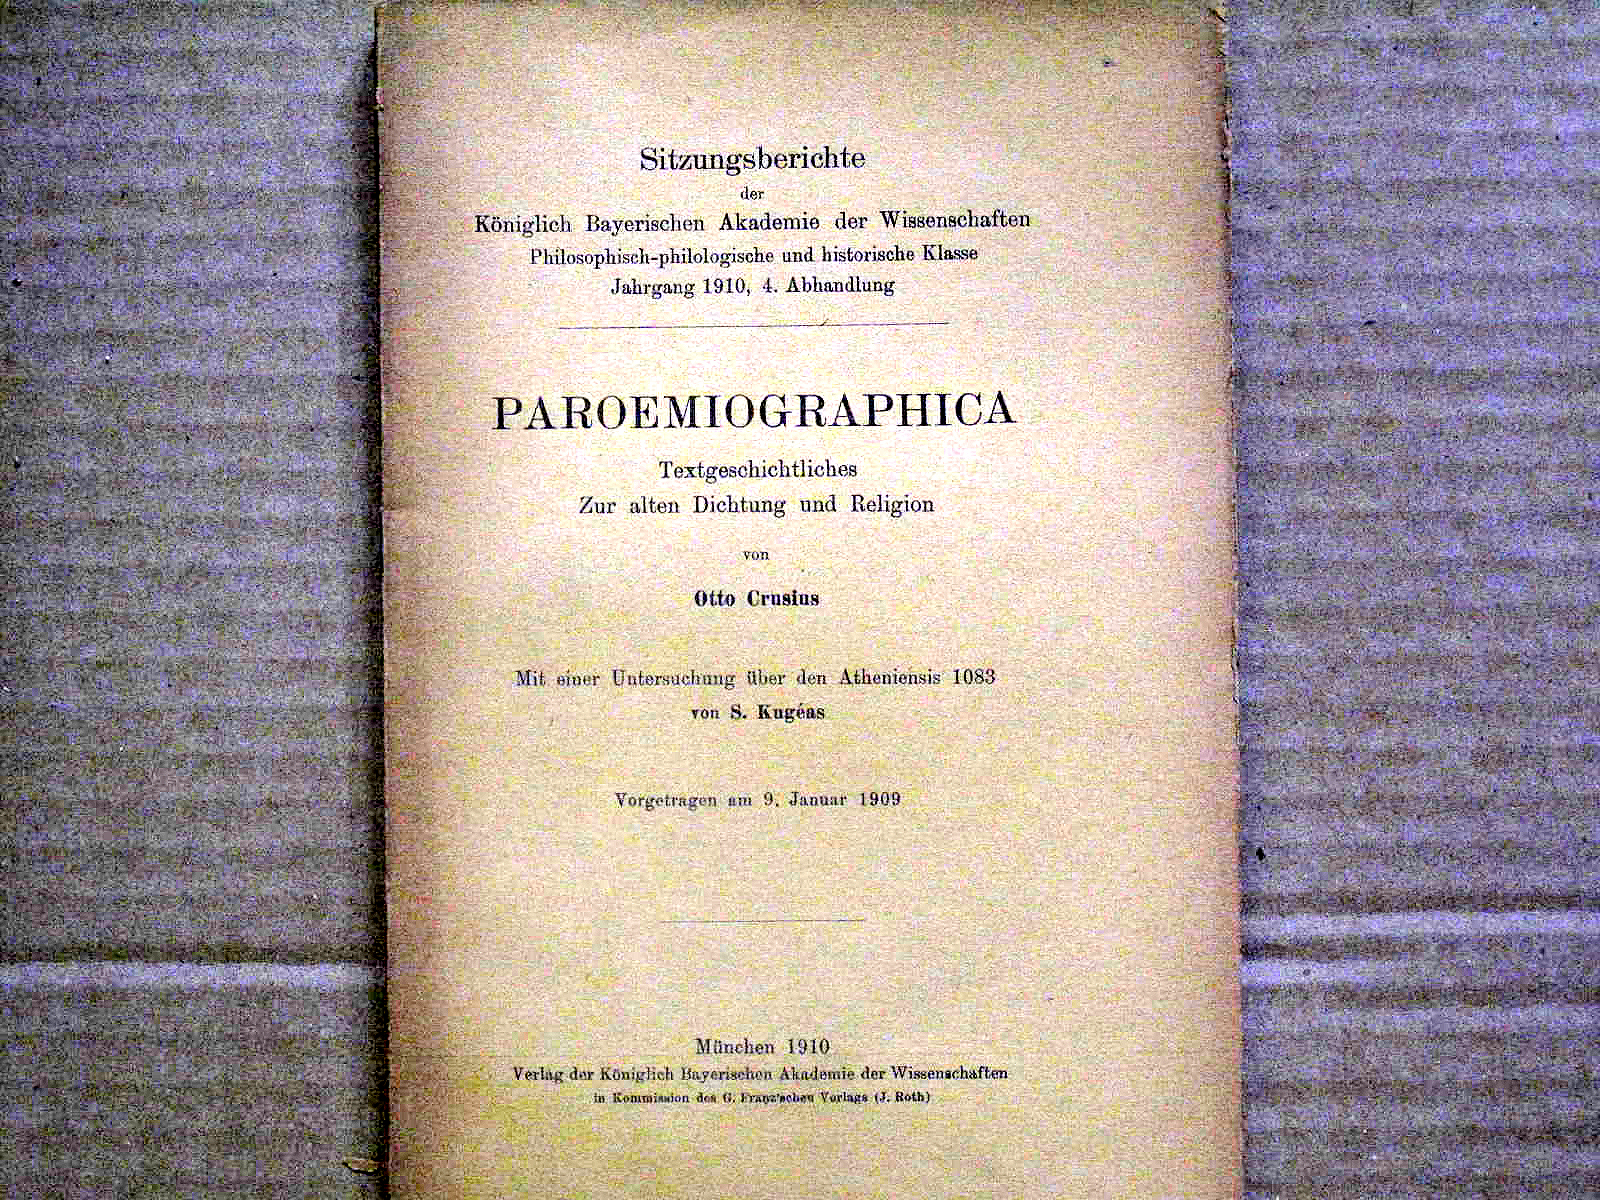 Sitzungsberichte
der
Königlich Bayerischen Akademie der Wissenschaften
Philosophisch-philologische und historische Klasse
Jahrgang 1910, 4. Abhandlung
PAROEMIOGRAPHICA
Textgeschichtliches
Zur alten Dichtung und Religion
von
Otto Crusius
Mit einer Untersuchung über den Atheniensis 1083
von S. Kugéas
Vorgetragen am 9. Januar 1909
München 1910
Verlag der Königlich Bayerischen Akademie der Wissenschaften
in Kommission des G. Franz'schen Verlags (J. Roth)